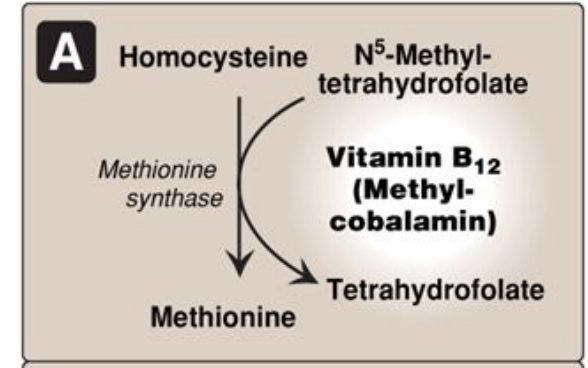 A
Homocysteine
N⁵-Methyl-
tetrahydrofolate
Methionine
synthase
Vitamin B₁₂
(Methyl-
cobalamin)
Tetrahydrofolate
Methionine